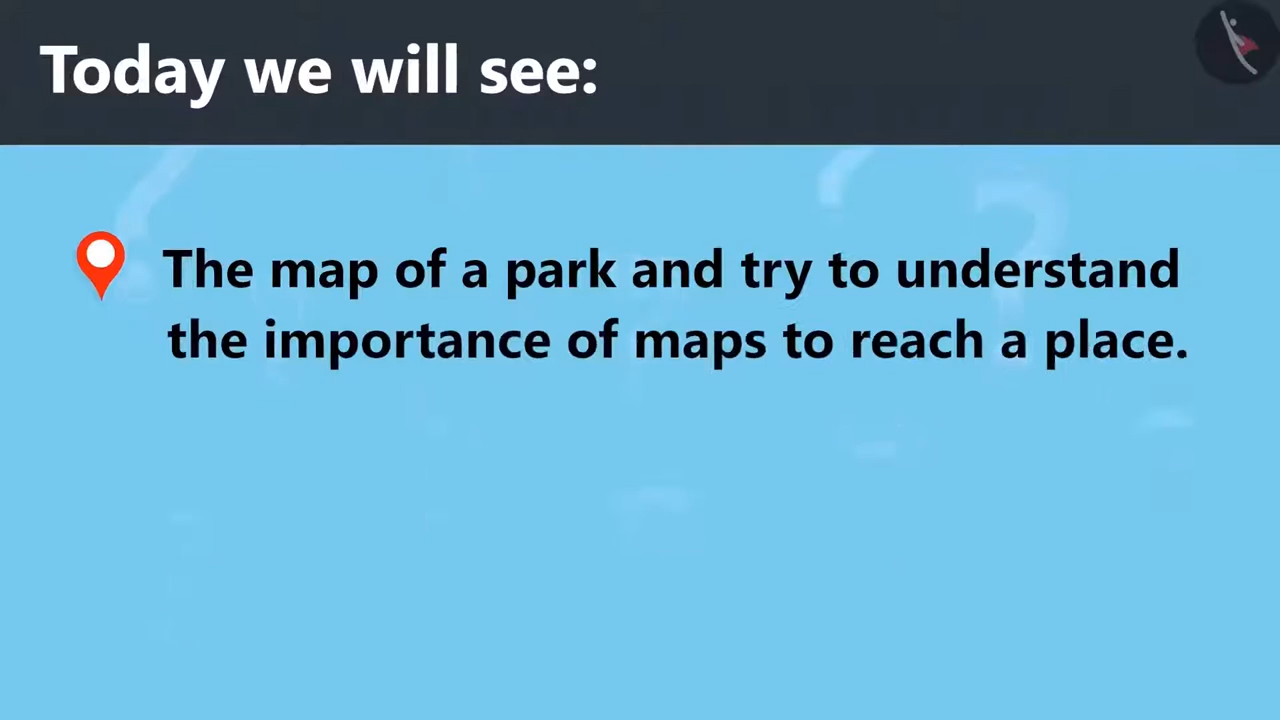 Today we will see:
The map of a park and try to understand
the importance of maps to reach a place.